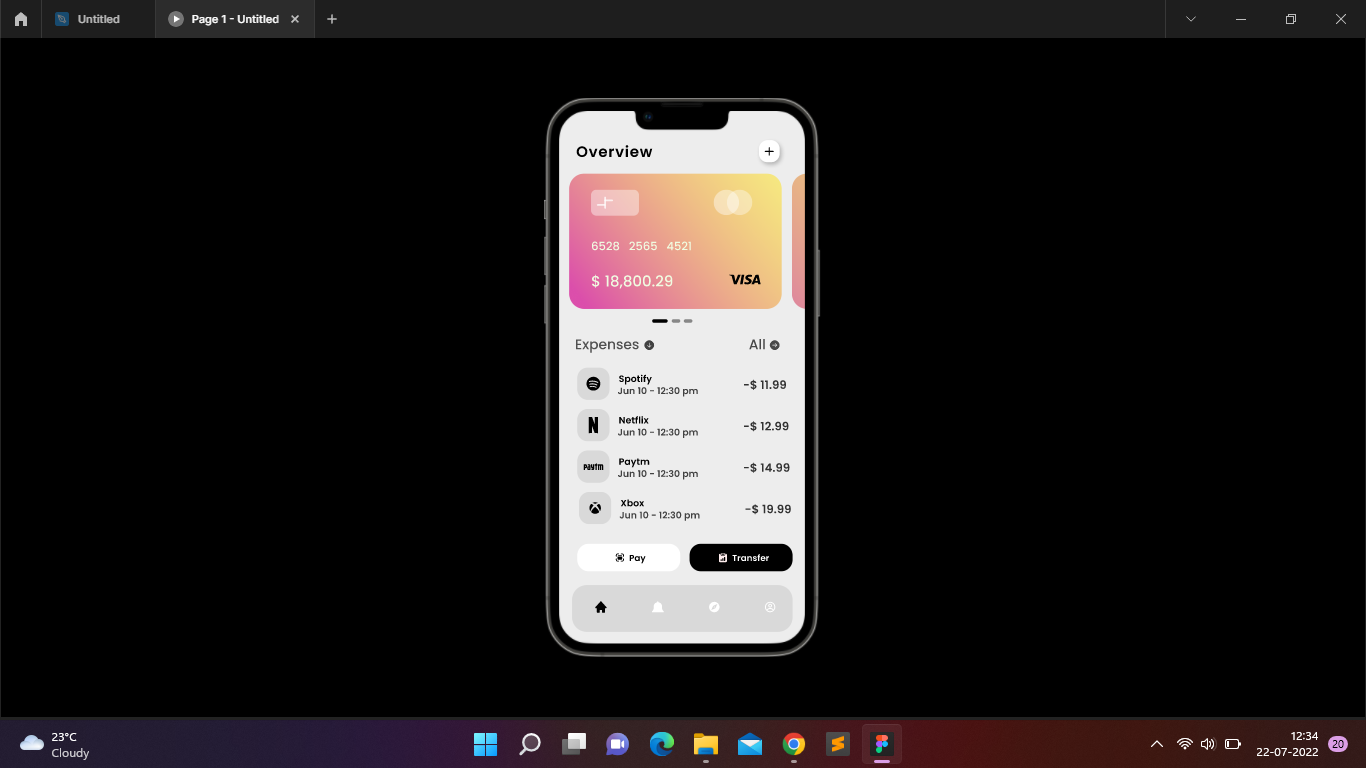 Untitled
Page 1 - Untitled
Overview
6528 2565 4521
$ 18,800.29
VISA
Expenses
All
Spotify
Jun 10 - 12:30 pm
-$ 11.99
Netflix
Jun 10 - 12:30 pm
-$ 12.99
Paytm
Paytm
Jun 10 - 12:30 pm
-$ 14.99
Xbox
Jun 10 - 12:30 pm
-$ 19.99
Pay
Transfer
23°C
Cloudy
12:34
22-07-2022
20